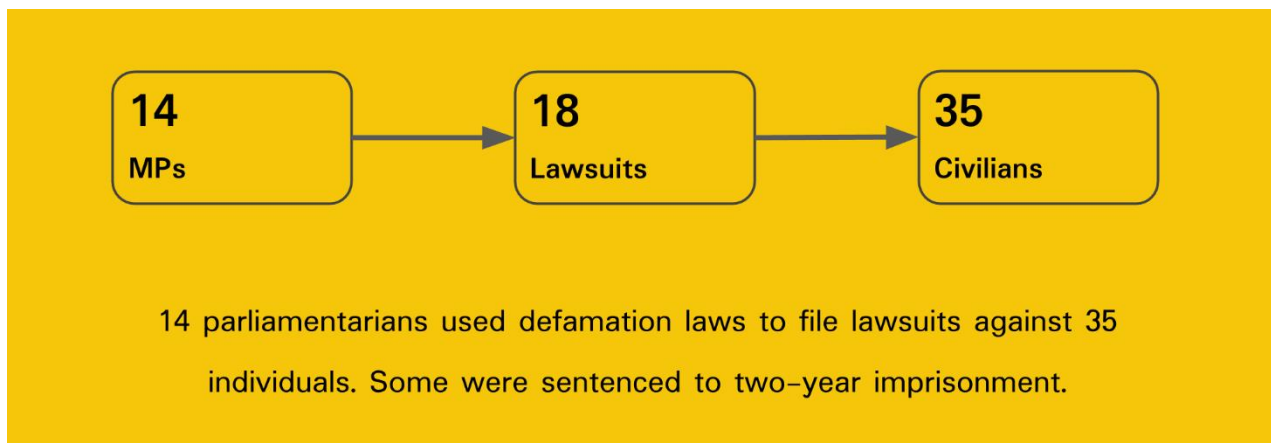 14
MPs
18
Lawsuits
35
Civilians
14 parliamentarians used defamation laws to file lawsuits against 35
individuals. Some were sentenced to two-year imprisonment.